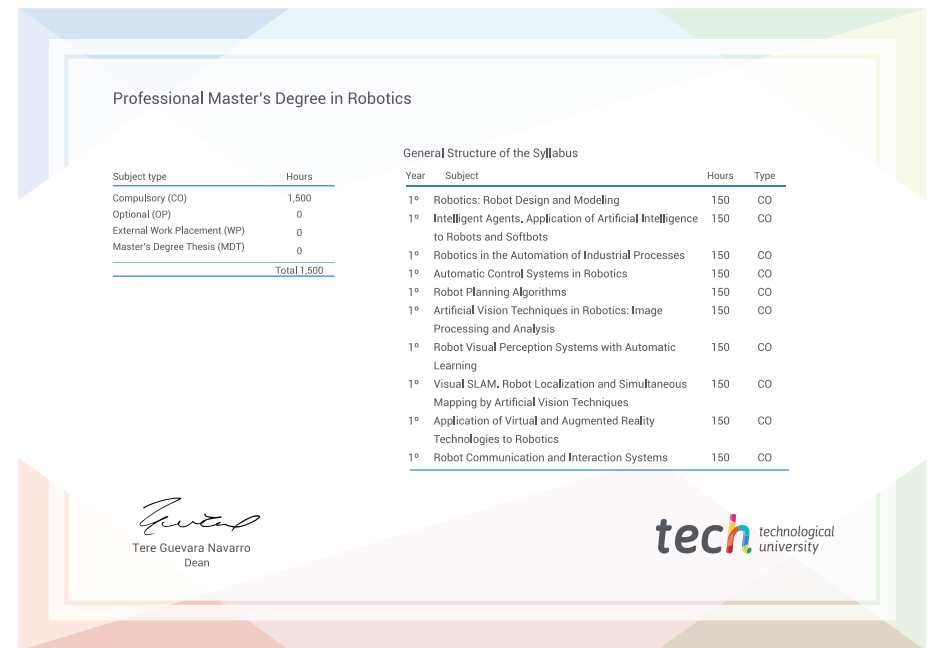 Professional Master's Degree in Robotics
Subject type Hours
Compulsory (CO) 1,500
Optional (OP) 0
External Work Placement (WP) 0
Master's Degree Thesis (MDT) 0
Total 1,500
General Structure of the Syllabus
Year Subject Hours Type
1º Robotics: Robot Design and Modeling 150 CO
1º Intelligent Agents. Application of Artificial Intelligence 150 CO
to Robots and Softbots
1º Robotics in the Automation of Industrial Processes 150 CO
1º Automatic Control Systems in Robotics 150 CO
1º Robot Planning Algorithms 150 CO
1º Artificial Vision Techniques in Robotics: Image 150 CO
Processing and Analysis
1º Robot Visual Perception Systems with Automatic 150 CO
Learning
1º Visual SLAM. Robot Localization and Simultaneous 150 CO
Mapping by Artificial Vision Techniques
1º Application of Virtual and Augmented Reality 150 CO
Technologies to Robotics
1º Robot Communication and Interaction Systems 150 CO
Tere Guevara Navarro
Dean
tech technological
university